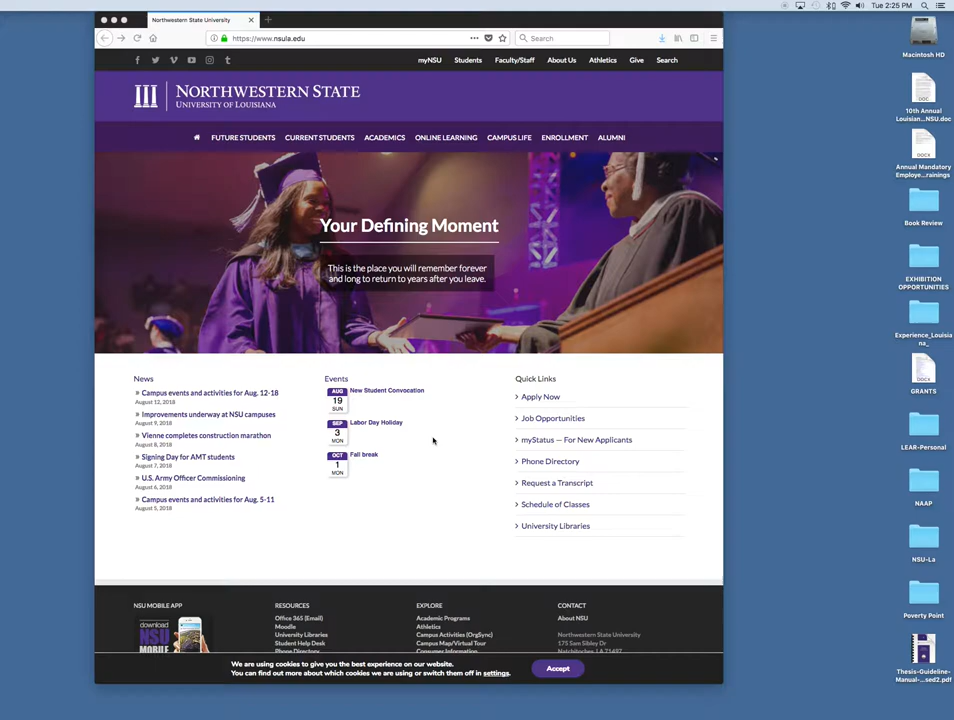 Tue 2:25 PM
Northwestern State University
https://www.nsula.edu
Search
myNSU Students Faculty/Staff About Us Athletics Give Search
NORTHWESTERN STATE
UNIVERSITY OF LOUISIANA
FUTURE STUDENTS CURRENT STUDENTS ACADEMICS ONLINE LEARNING CAMPUS LIFE ENROLLMENT ALUMNI
Your Defining Moment
This is the place you will remember forever
and long to return to years after you leave.
News
» Campus events and activities for Aug. 12-18
August 12, 2018
» Improvements underway at NSU campuses
August 9, 2018
» Vienne completes construction marathon
August 8, 2018
» Signing Day for AMT students
August 7, 2018
» U.S. Army Officer Commissioning
August 6, 2018
» Campus events and activities for Aug. 5-11
August 5, 2018
Events
AUG
19
SUN
New Student Convocation
SEP
3
MON
Labor Day Holiday
OCT
1
MON
Fall break
Quick Links
> Apply Now
> Job Opportunities
> myStatus — For New Applicants
> Phone Directory
> Request a Transcript
> Schedule of Classes
> University Libraries
NSU MOBILE APP
download
NSU
MOBILE
RESOURCES
Office 365 (Email)
Moodle
University Libraries
Student Help Desk
Phone Directory
EXPLORE
Academic Programs
Athletics
Campus Activities (OrgSync)
Campus Map/Virtual Tour
Consumer Information
CONTACT
About NSU
Northwestern State University
175 Sam Sibley Dr
Natchitoches, LA 71497
We are using cookies to give you the best experience on our website.
You can find out more about which cookies we are using or switch them off in settings.
Accept
Macintosh HD
DOC
10th Annual
Louisian...NSU.doc
DOCX
Annual Mandatory
Employe...rainings
Book Review
EXHIBITION
OPPORTUNITIES
Experience_Louisia
na_
DOCX
GRANTS
LEAR-Personal
NAAP
NSU-La
Poverty Point
Thesis-Guideline-
Manual-...sed2.pdf